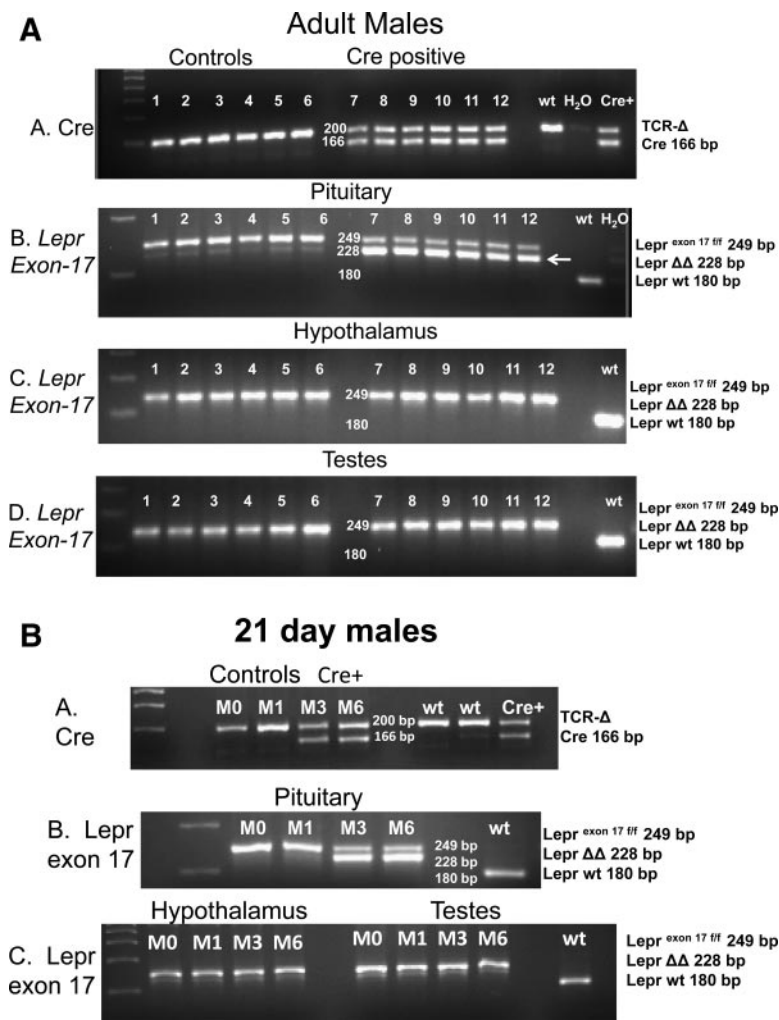 A
Adult Males
Controls Cre positive
1 2 3 4 5 6 7 8 9 10 11 12 wt H₂O Cre+
A. Cre
200
166
TCR-Δ
Cre 166 bp
Pituitary
1 2 3 4 5 6 7 8 9 10 11 12 wt H₂O
B. Lepr
Exon-17
249
228
180
Lepr exon 17 f/f 249 bp
Lepr ΔΔ 228 bp
Lepr wt 180 bp
Hypothalamus
1 2 3 4 5 6 7 8 9 10 11 12 wt
C. Lepr
Exon-17
249
180
Lepr exon 17 f/f 249 bp
Lepr ΔΔ 228 bp
Lepr wt 180 bp
Testes
1 2 3 4 5 6 7 8 9 10 11 12 wt
D. Lepr
Exon-17
249
180
Lepr exon 17 f/f 249 bp
Lepr ΔΔ 228 bp
Lepr wt 180 bp
B
21 day males
Controls Cre+
M0 M1 M3 M6 wt wt Cre+
A.
Cre
200 bp
166 bp
TCR-Δ
Cre 166 bp
Pituitary
M0 M1 M3 M6 wt
B. Lepr
exon 17
249 bp
228 bp
180 bp
Lepr exon 17 f/f 249 bp
Lepr ΔΔ 228 bp
Lepr wt 180 bp
Hypothalamus Testes
M0 M1 M3 M6 M0 M1 M3 M6 wt
C. Lepr
exon 17
Lepr exon 17 f/f 249 bp
Lepr ΔΔ 228 bp
Lepr wt 180 bp